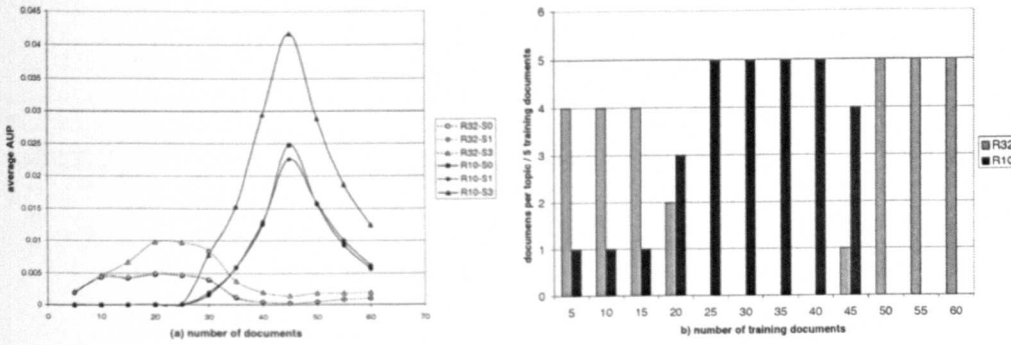 0.045
0.04
0.035
0.03
0.025
0.02
0.015
0.01
0.005
0
average AUP
0 10 20 30 40 50 60 70
(a) number of documents
R32-S0
R32-S1
R32-S3
R10-S0
R10-S1
R10-S3
6
5
4
3
2
1
0
documens per topic / 5 training documents
5 10 15 20 25 30 35 40 45 50 55 60
b) number of training documents
R32
R10